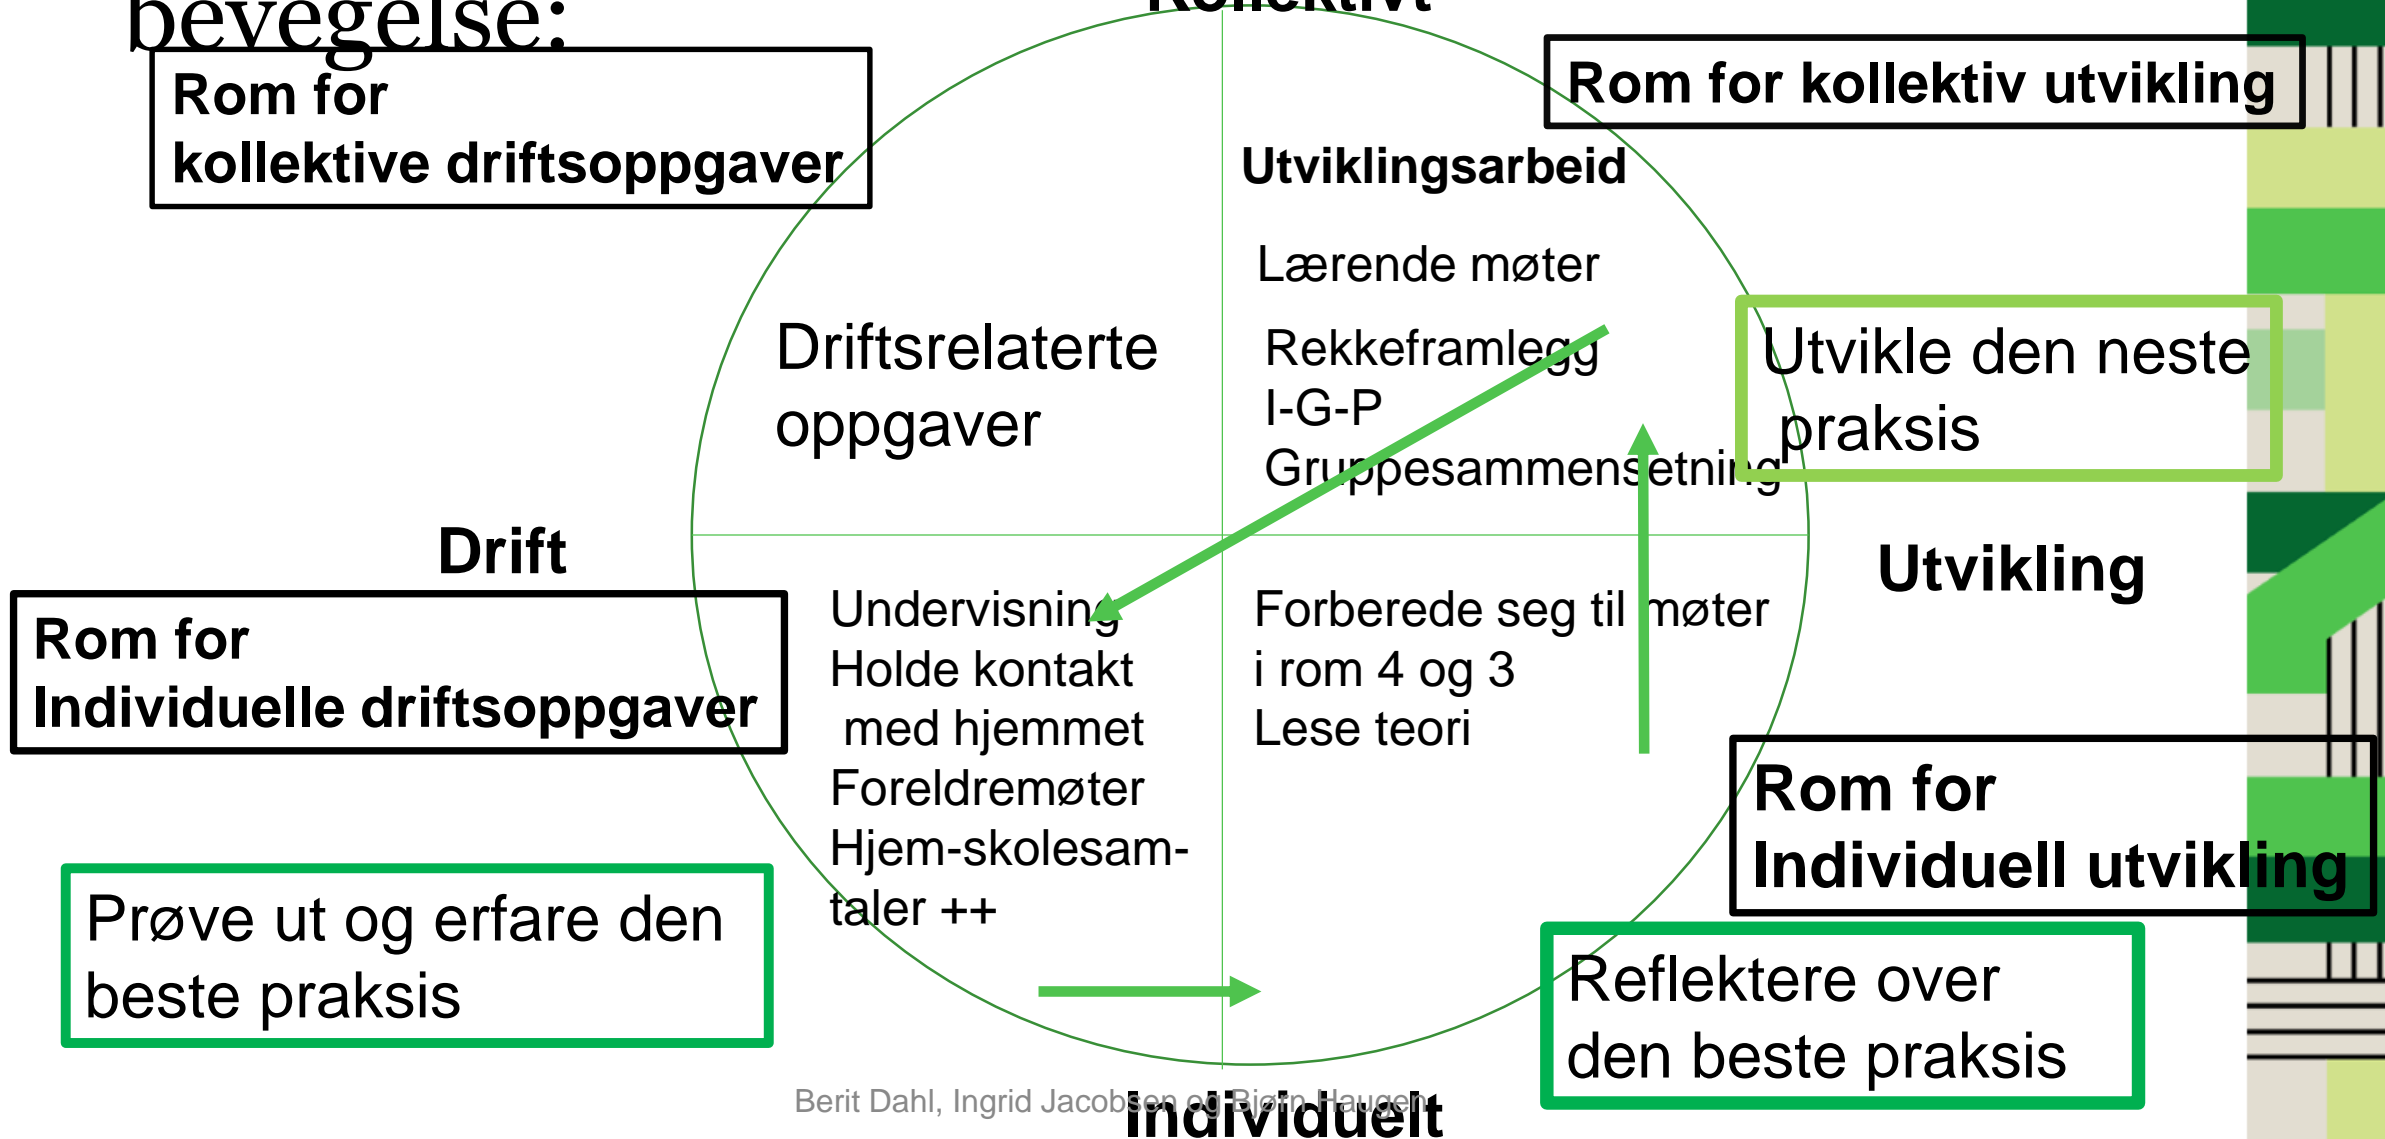 bevegelse:
Kollektivt
Rom for
kollektive driftsoppgaver
Rom for kollektiv utvikling
Utviklingsarbeid
Lærende møter
Driftsrelaterte
oppgaver
Rekkeframlegg
I-G-P
Gruppesammensetning
Utvikle den neste
praksis
Drift
Utvikling
Rom for
Individuelle driftsoppgaver
Undervisning
Holde kontakt
med hjemmet
Foreldremøter
Hjem-skolesam-
taler ++
Forberede seg til møter
i rom 4 og 3
Lese teori
Rom for
Individuell utvikling
Prøve ut og erfare den
beste praksis
Reflektere over
den beste praksis
Berit Dahl, Ingrid Jacobsen og Bjørn Haugen
Individuelt